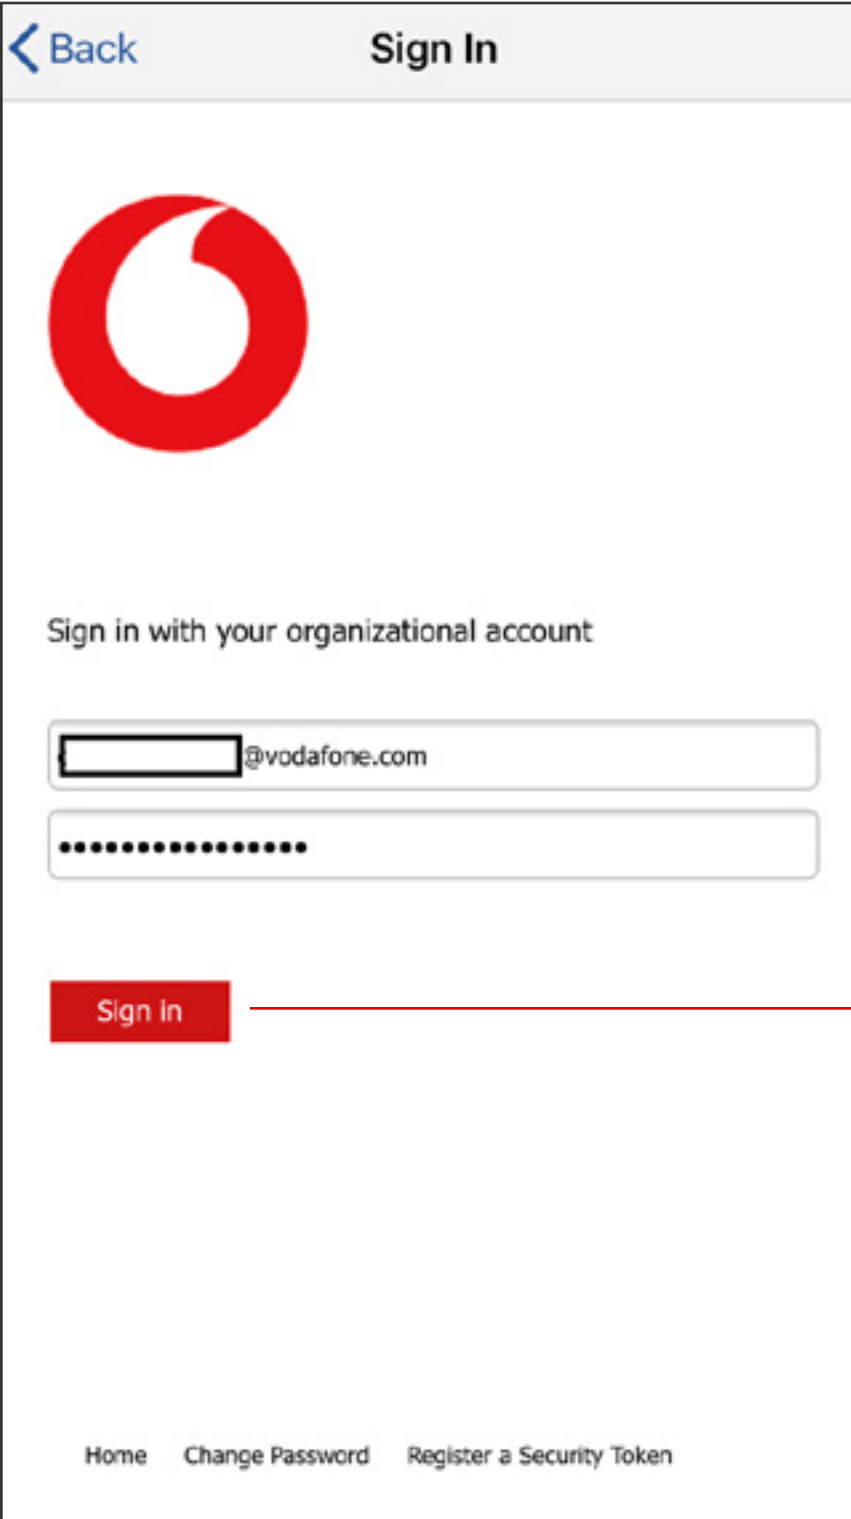 Back Sign In
Sign in with your organizational account
@vodafone.com
••••••••••••••••
Sign in
Home Change Password Register a Security Token